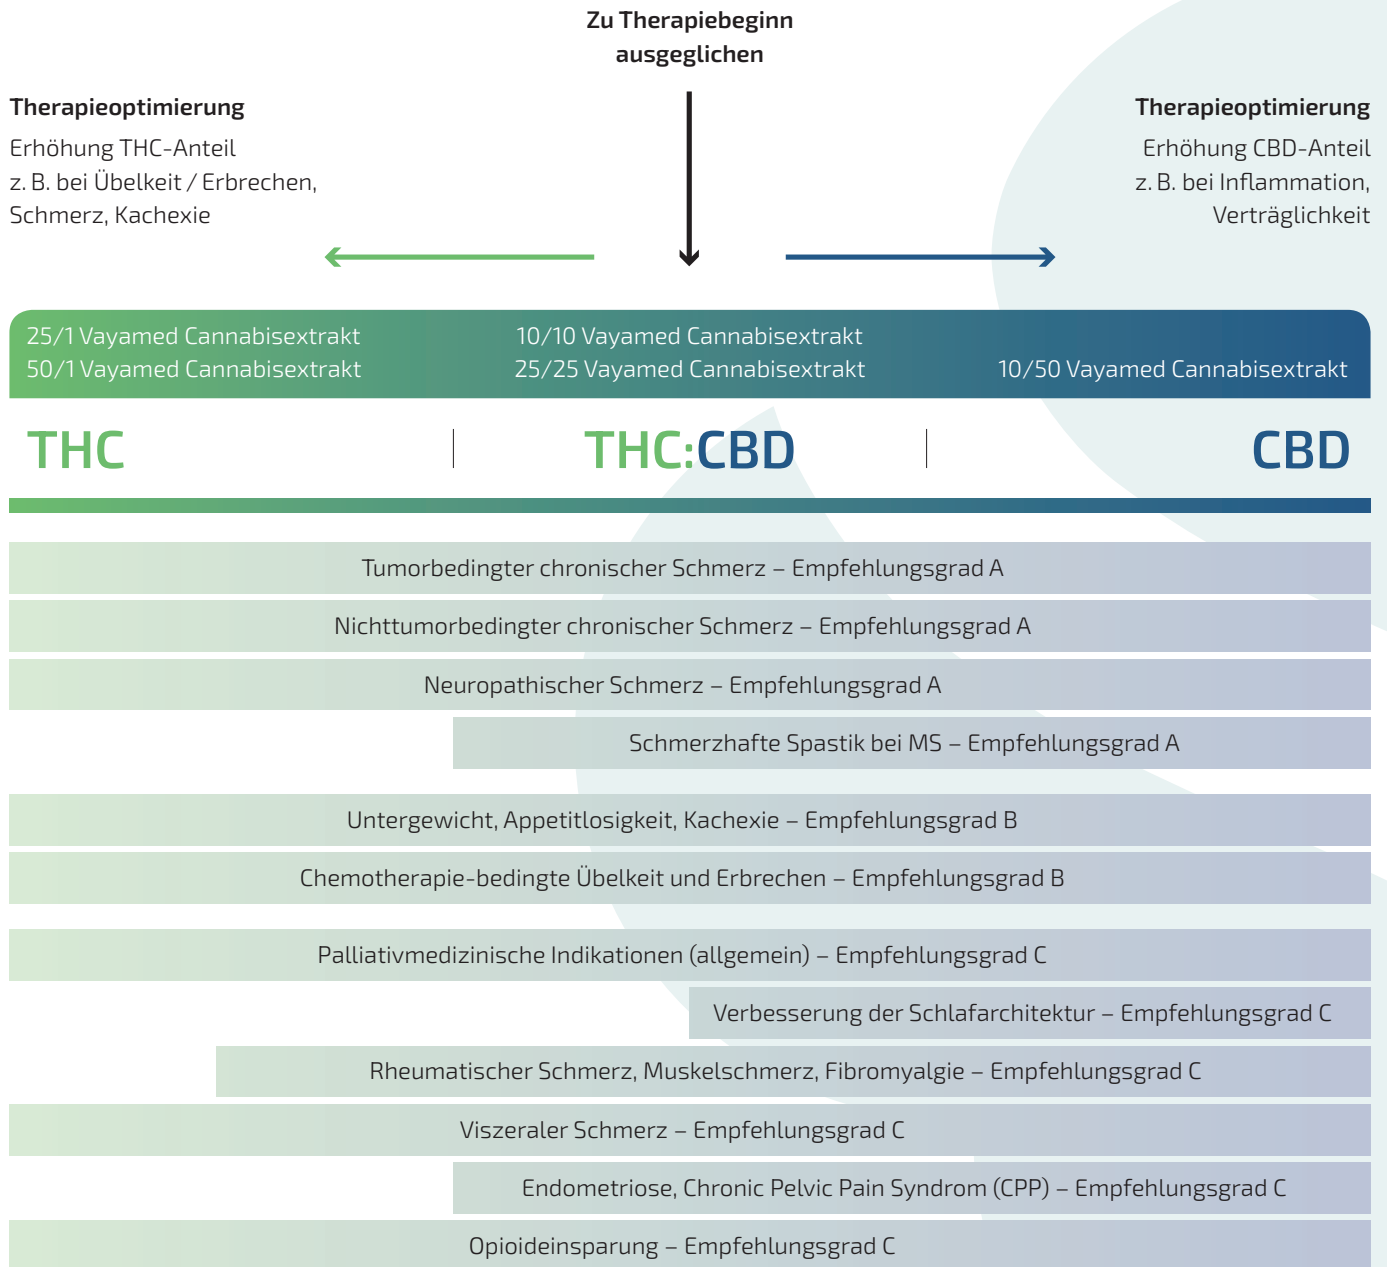 Zu Therapiebeginn
ausgeglichen
Therapieoptimierung
Erhöhung THC-Anteil
z. B. bei Übelkeit / Erbrechen,
Schmerz, Kachexie
Therapieoptimierung
Erhöhung CBD-Anteil
z. B. bei Inflammation,
Verträglichkeit
25/1 Vayamed Cannabisextrakt
50/1 Vayamed Cannabisextrakt
10/10 Vayamed Cannabisextrakt
25/25 Vayamed Cannabisextrakt
10/50 Vayamed Cannabisextrakt
THC
THC:CBD
CBD
Tumorbedingter chronischer Schmerz – Empfehlungsgrad A
Nichttumorbedingter chronischer Schmerz – Empfehlungsgrad A
Neuropathischer Schmerz – Empfehlungsgrad A
Schmerzhafte Spastik bei MS – Empfehlungsgrad A
Untergewicht, Appetitlosigkeit, Kachexie – Empfehlungsgrad B
Chemotherapie-bedingte Übelkeit und Erbrechen – Empfehlungsgrad B
Palliativmedizinische Indikationen (allgemein) – Empfehlungsgrad C
Verbesserung der Schlafarchitektur – Empfehlungsgrad C
Rheumatischer Schmerz, Muskelschmerz, Fibromyalgie – Empfehlungsgrad C
Viszeraler Schmerz – Empfehlungsgrad C
Endometriose, Chronic Pelvic Pain Syndrom (CPP) – Empfehlungsgrad C
Opioideinsparung – Empfehlungsgrad C